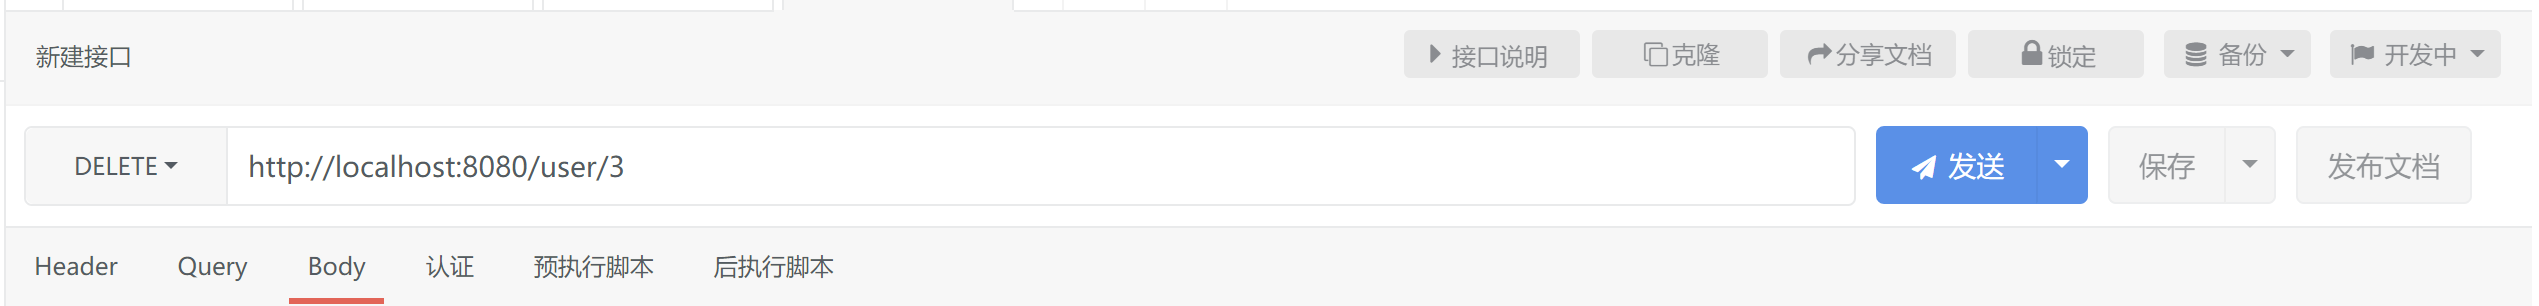 新建接口 接口说明 克隆 分享文档 锁定 备份 开发中
DELETE http://localhost:8080/user/3 发送 保存 发布文档
Header Query Body 认证 预执行脚本 后执行脚本